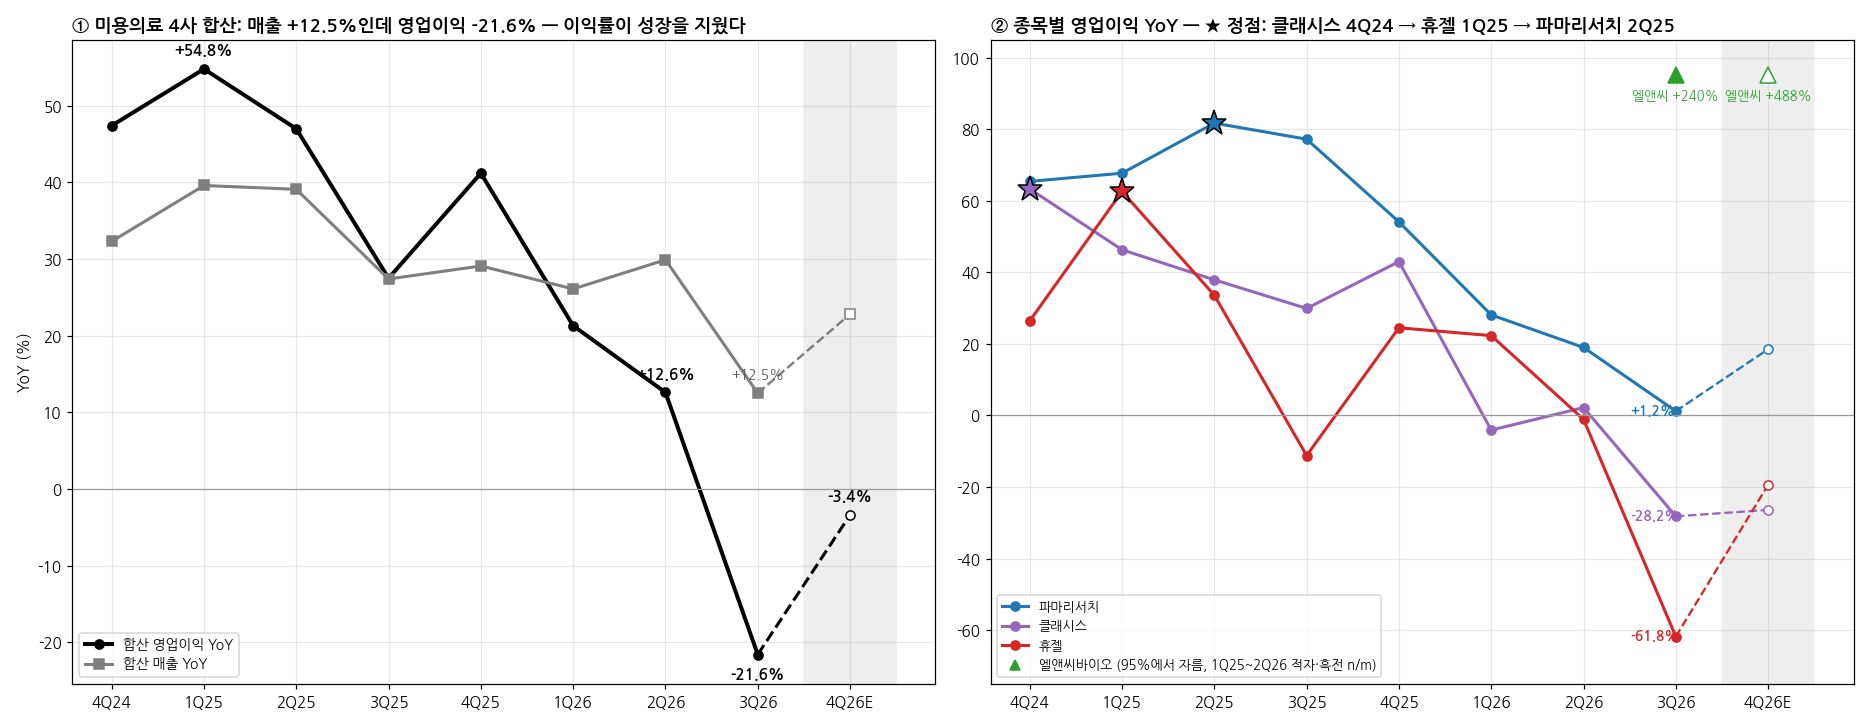 ① 미용의료 4사 합산: 매출 +12.5%인데 영업이익 -21.6% — 이익률이 성장을 지웠다
+54.8%
50
40
30
20
10
0
-10
-20
YoY (%)
+12.6%
+12.5%
-3.4%
-21.6%
합산 영업이익 YoY
합산 매출 YoY
4Q24 1Q25 2Q25 3Q25 4Q25 1Q26 2Q26 3Q26 4Q26E
② 종목별 영업이익 YoY — ★ 정점: 클래시스 4Q24 → 휴젤 1Q25 → 파마리서치 2Q25
100
80
60
40
20
0
-20
-40
-60
엘앤씨 +240% 엘앤씨 +488%
+1.2%
-28.2%
-61.8%
파마리서치
클래시스
휴젤
엘앤씨바이오 (95%에서 자름, 1Q25~2Q26 적자·흑전 n/m)
4Q24 1Q25 2Q25 3Q25 4Q25 1Q26 2Q26 3Q26 4Q26E